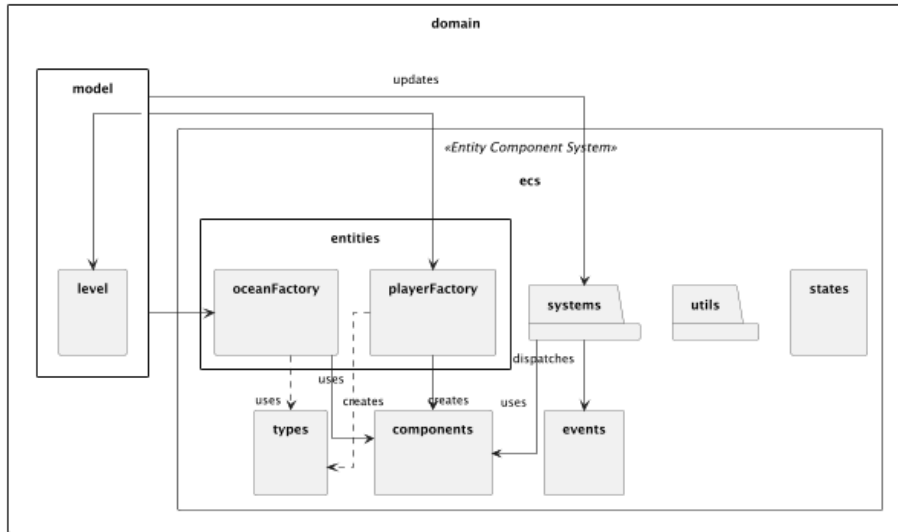 domain
model
updates
«Entity Component System»
ecs
entities
level
oceanFactory
playerFactory
systems
utils
states
uses
dispatches
uses
creates
creates
uses
types
components
events